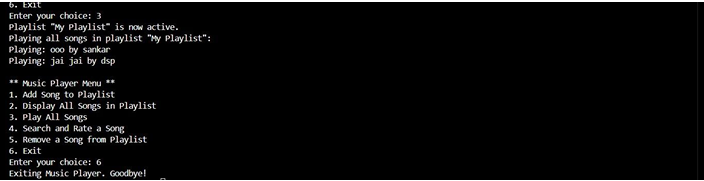 6. Exit
Enter your choice: 3
Playlist "My Playlist" is now active.
Playing all songs in playlist "My Playlist":
Playing: ooo by sankar
Playing: jai jai by dsp
** Music Player Menu **
1. Add Song to Playlist
2. Display All Songs in Playlist
3. Play All Songs
4. Search and Rate a Song
5. Remove a Song from Playlist
6. Exit
Enter your choice: 6
Exiting Music Player. Goodbye!